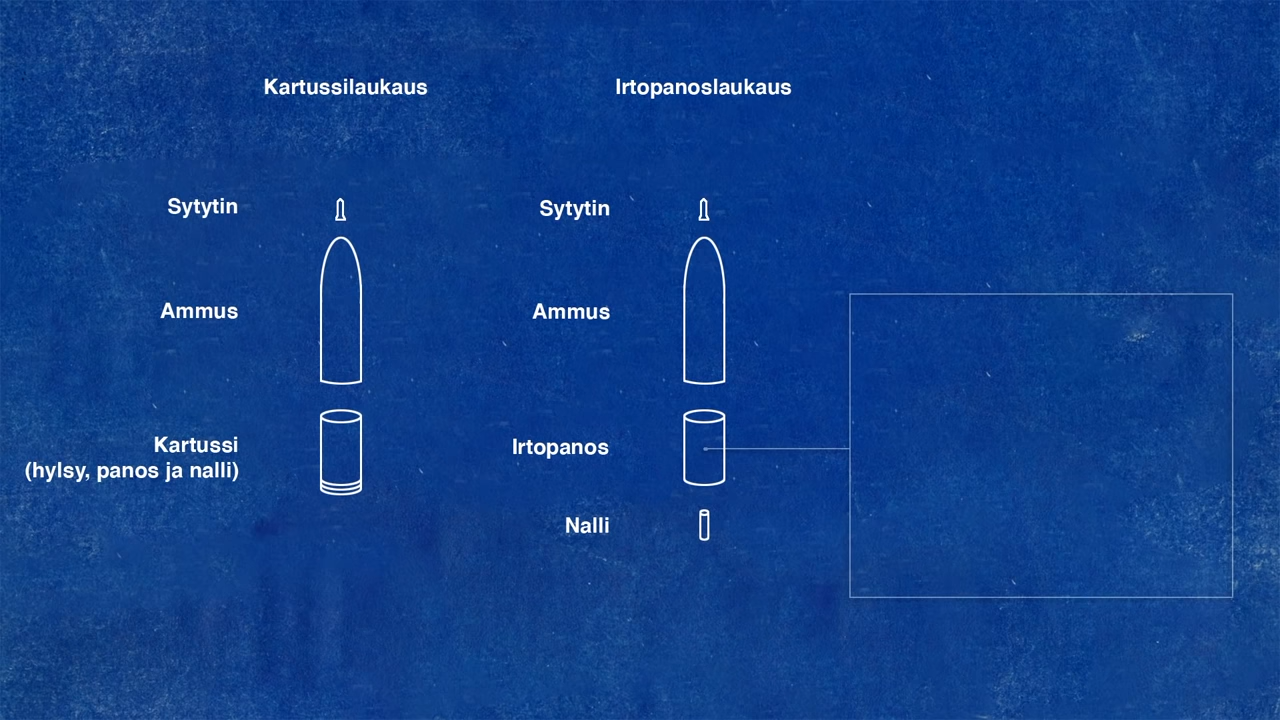 Kartussilaukaus
Irtopanoslaukaus
Sytytin
Ammus
Kartussi
(hylsy, panos ja nalli)
Sytytin
Ammus
Irtopanos
Nalli